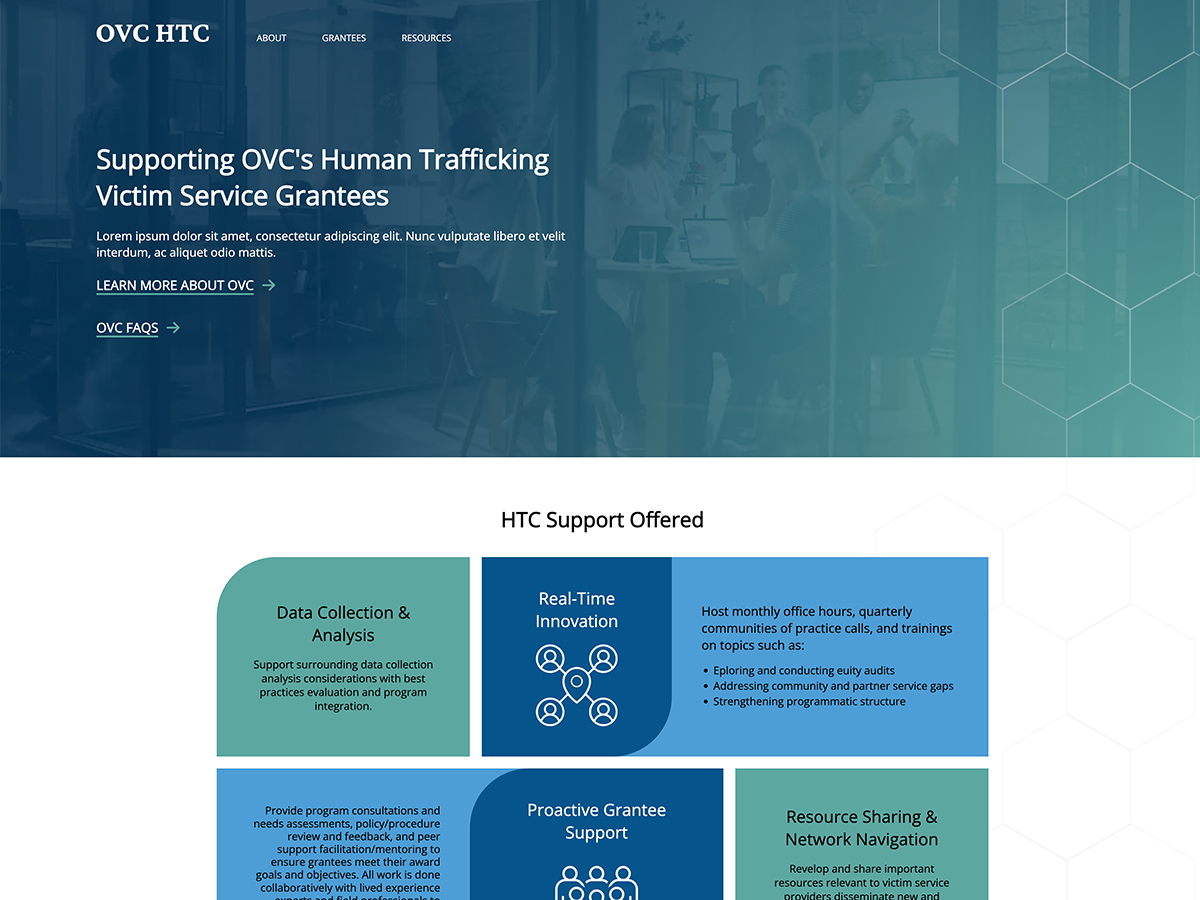 OVC HTC
ABOUT
GRANTEES
RESOURCES
Supporting OVC's Human Trafficking
Victim Service Grantees
Lorem ipsum dolor sit amet, consectetur adipiscing elit. Nunc vulputate libero et velit
interdum, ac aliquet odio mattis.
LEARN MORE ABOUT OVC
OVC FAQS
HTC Support Offered
Data Collection &
Analysis
Support surrounding data collection
analysis considerations with best
practices evaluation and program
integration.
Real-Time
Innovation
Host monthly office hours, quarterly
communities of practice calls, and trainings
on topics such as:
• Eploring and conducting euity audits
• Addressing community and partner service gaps
• Strengthening programmatic structure
Provide program consultations and
needs assessments, policy/procedure
review and feedback, and peer
support facilitation/mentoring to
ensure grantees meet their award
goals and objectives. All work is done
collaboratively with lived experience
experts and field professionals to
Proactive Grantee
Support
Resource Sharing &
Network Navigation
Revelop and share important
resources relevant to victim service
providers disseminate new and